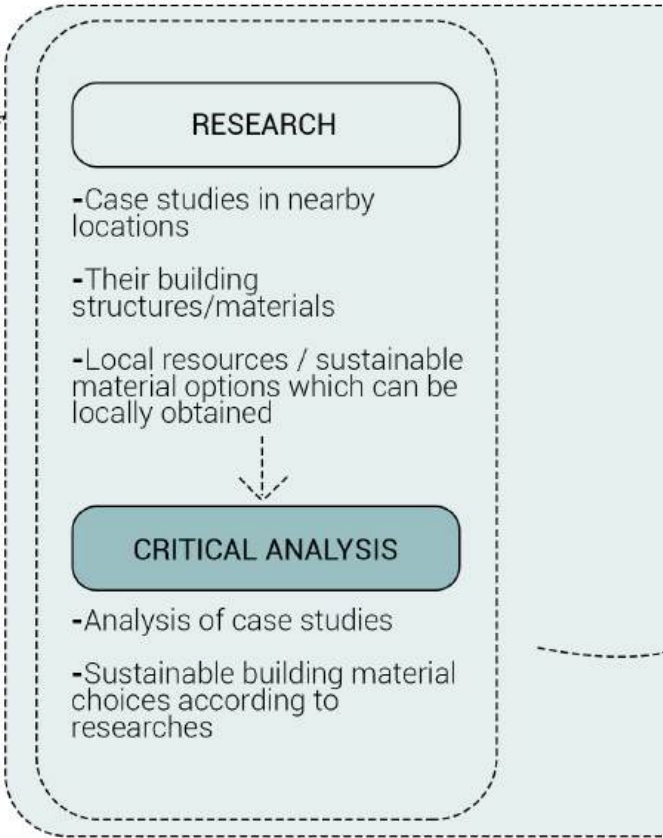 RESEARCH
-Case studies in nearby
locations
-Their building
structures/materials
-Local resources / sustainable
material options which can be
locally obtained
CRITICAL ANALYSIS
-Analysis of case studies
-Sustainable building material
choices according to
researches